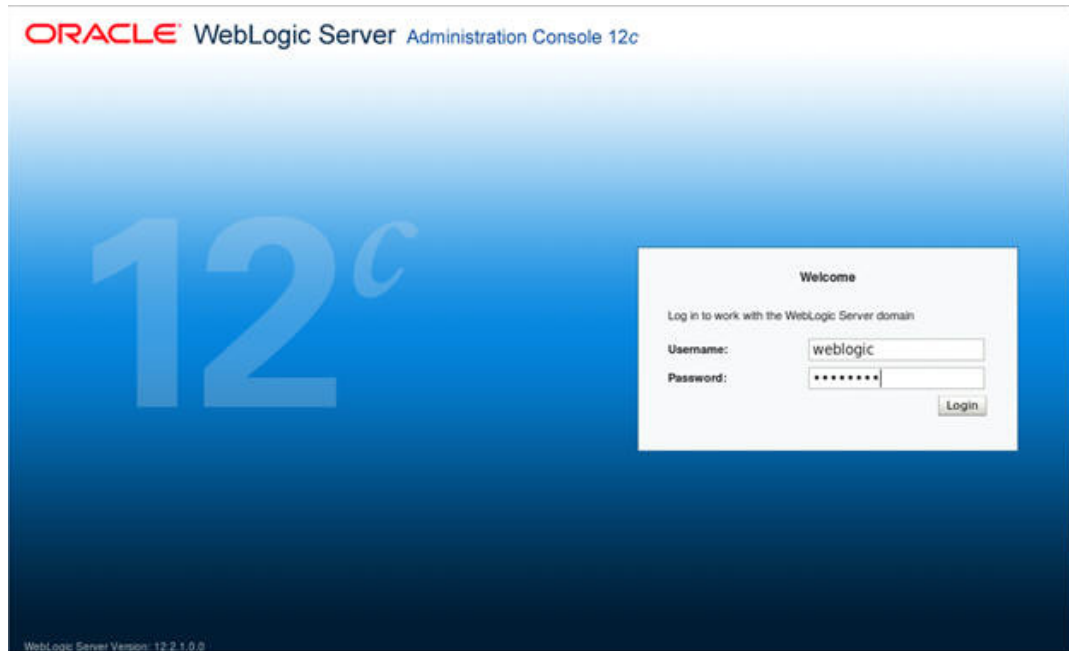 ORACLE WebLogic Server Administration Console 12c
12c
Welcome
Log in to work with the WebLogic Server domain
Username: weblogic
Password: ••••••••
Login
WebLogic Server Version: 12.2.1.0.0